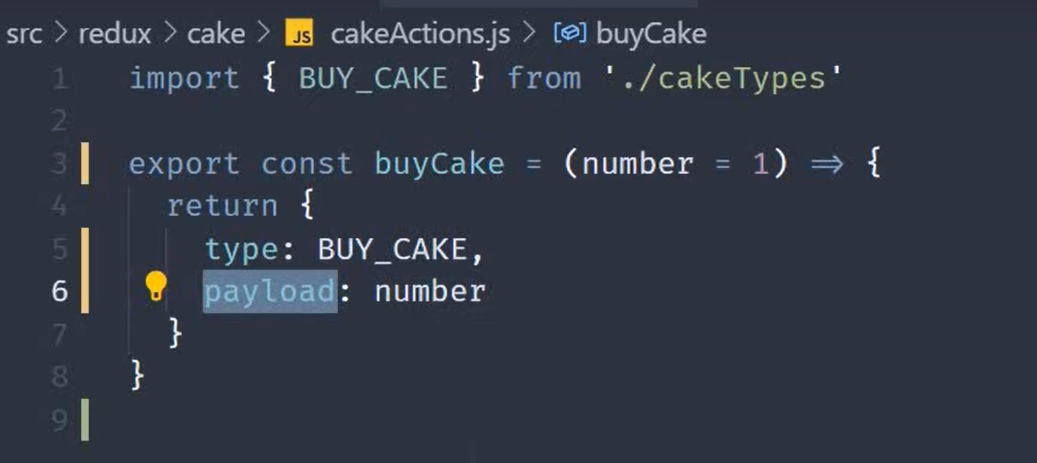 src > redux > cake > JS cakeActions.js > buyCake
1 import { BUY_CAKE } from './cakeTypes'
2
3 export const buyCake = (number = 1) => {
4 return {
5 type: BUY_CAKE,
6 payload: number
7 }
8 }
9